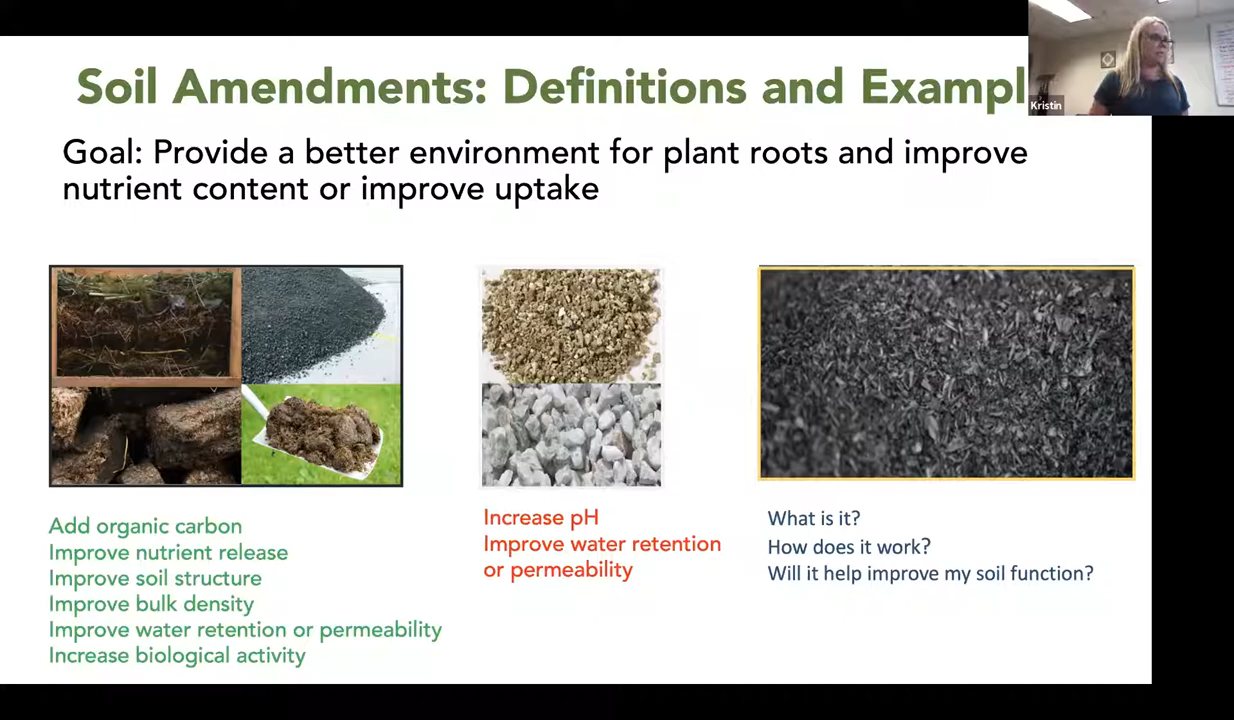 Soil Amendments: Definitions and Exampl
Kristin
Goal: Provide a better environment for plant roots and improve
nutrient content or improve uptake
Add organic carbon
Improve nutrient release
Improve soil structure
Improve bulk density
Improve water retention or permeability
Increase biological activity
Increase pH
Improve water retention
or permeability
What is it?
How does it work?
Will it help improve my soil function?